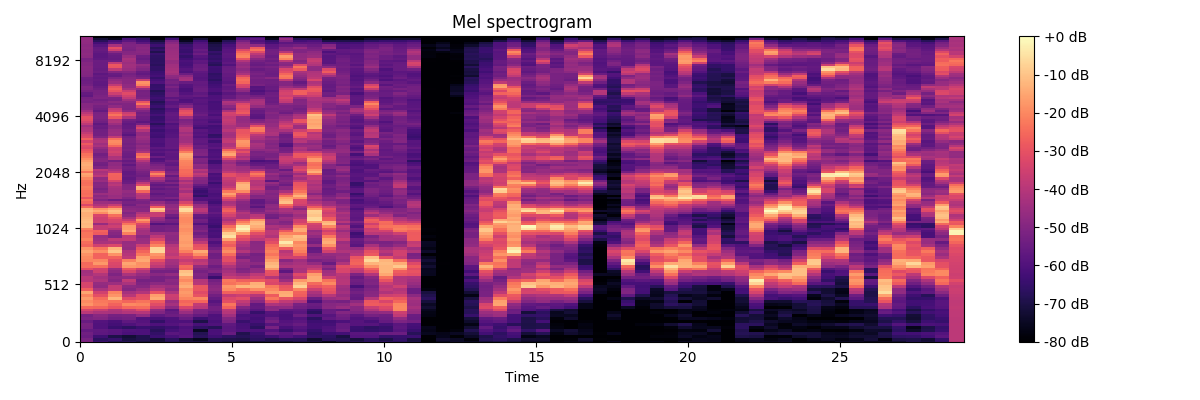 Mel spectrogram
8192
4096
2048
1024
512
0
Hz
0 5 10 15 20 25
Time
+0 dB
-10 dB
-20 dB
-30 dB
-40 dB
-50 dB
-60 dB
-70 dB
-80 dB